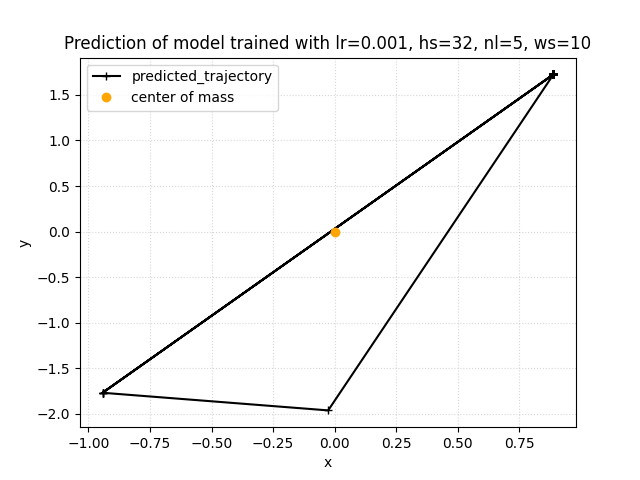 Prediction of model trained with lr=0.001, hs=32, nl=5, ws=10
predicted_trajectory
center of mass
1.5
1.0
0.5
0.0
−0.5
−1.0
−1.5
−2.0
y
−1.00 −0.75 −0.50 −0.25 0.00 0.25 0.50 0.75
x